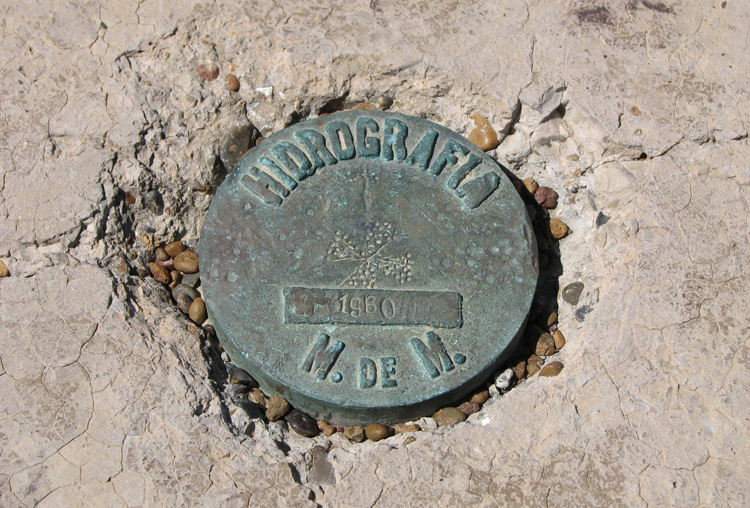 HIDROGRAFIA
1960
M. DE M.